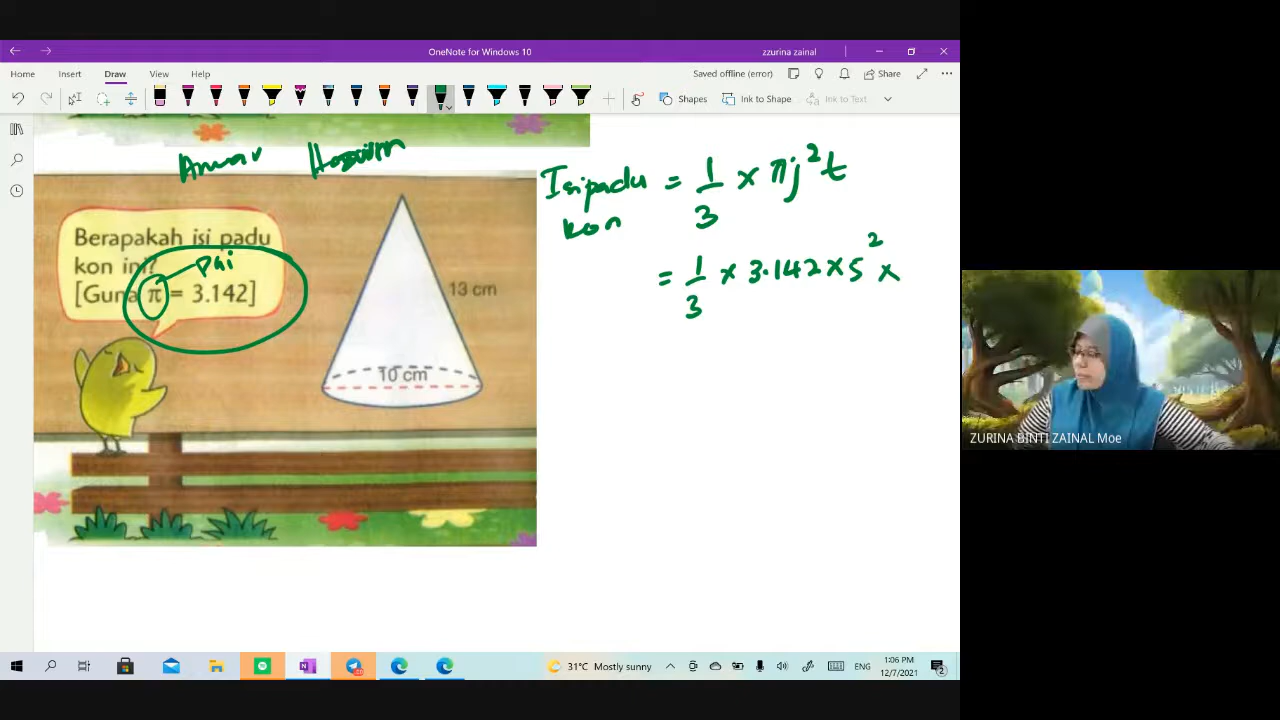 OneNote for Windows 10
zzurina zainal
Home Insert Draw View Help
Saved offline (error)
Share
Shapes
Ink to Shape
Ink to Text
Anwar
Berapakah isi padu
kon ini?
pai
[Guna π = 3.142]
13 cm
10 cm
Isipadu kon = 1/3 × πj²t
= 1/3 × 3.142 × 5² ×
ZURINA BINTI ZAINAL Moe
31°C Mostly sunny
ENG
1:06 PM
12/7/2021
2